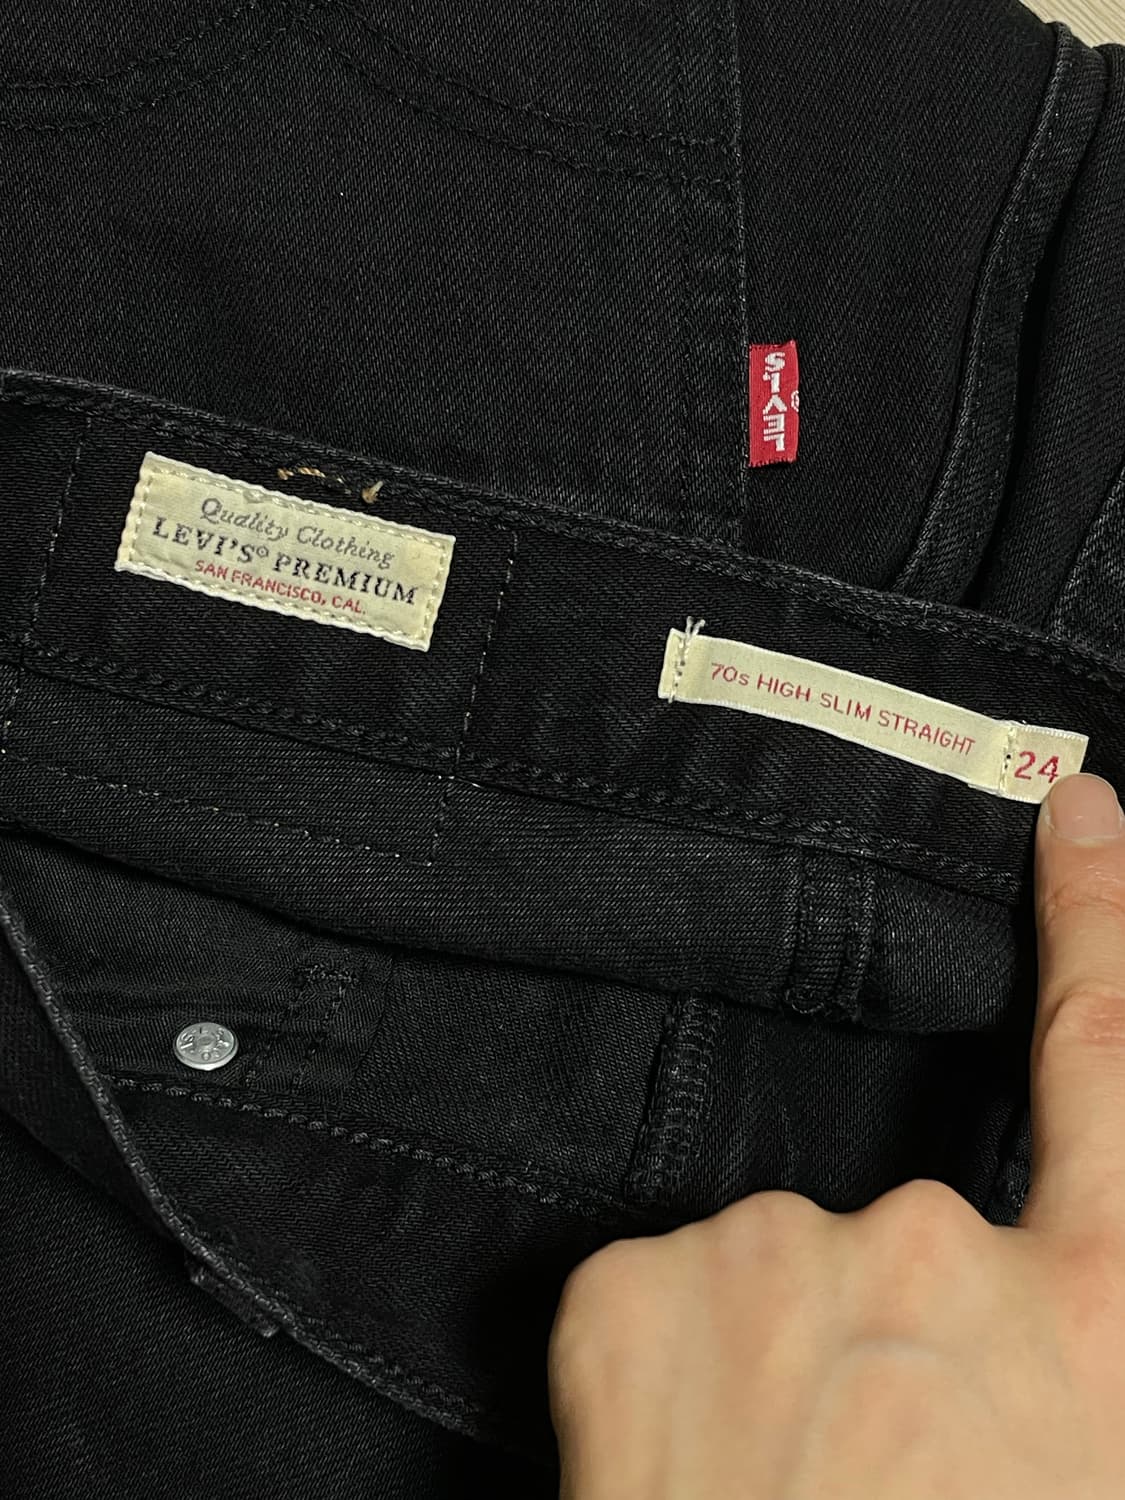 LEVI'S®
Quality Clothing
LEVI'S® PREMIUM
SAN FRANCISCO, CAL.
70s HIGH SLIM STRAIGHT
24